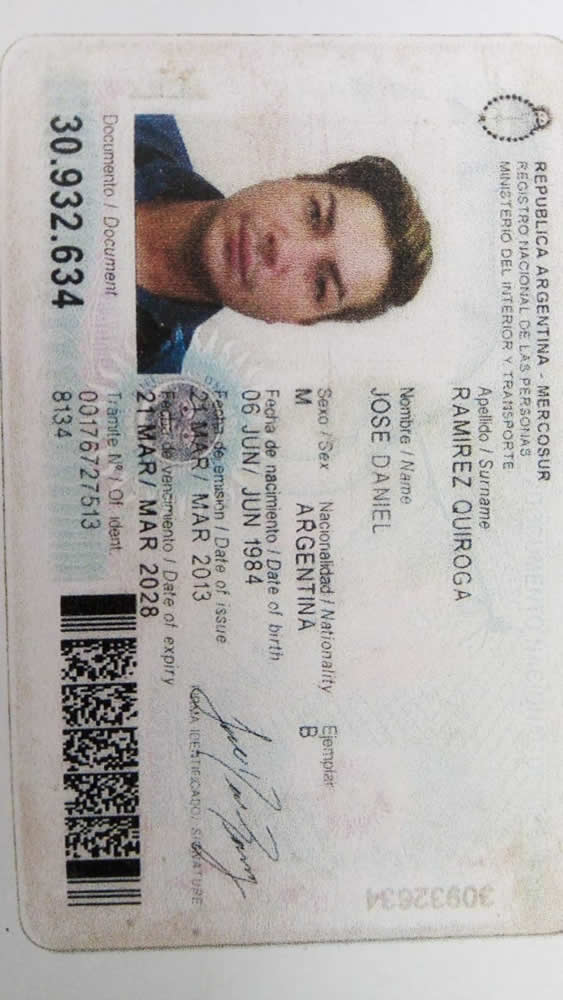 REPUBLICA ARGENTINA - MERCOSUR
REGISTRO NACIONAL DE LAS PERSONAS
MINISTERIO DEL INTERIOR Y TRANSPORTE
Apellido / Surname
RAMIREZ QUIROGA
Nombre / Name
JOSE DANIEL
Sexo / Sex Nacionalidad / Nationality Ejemplar
M ARGENTINA B
Fecha de nacimiento / Date of birth
06 JUN/ JUN 1984
Fecha de emisión / Date of issue
21 MAR/ MAR 2013
Fecha de vencimiento / Date of expiry
21 MAR/ MAR 2028
FIRMA IDENTIFICADO/ SIGNATURE
Documento / Document
30.932.634
Trámite Nº / Of. ident.
00176727513
8134
30932634